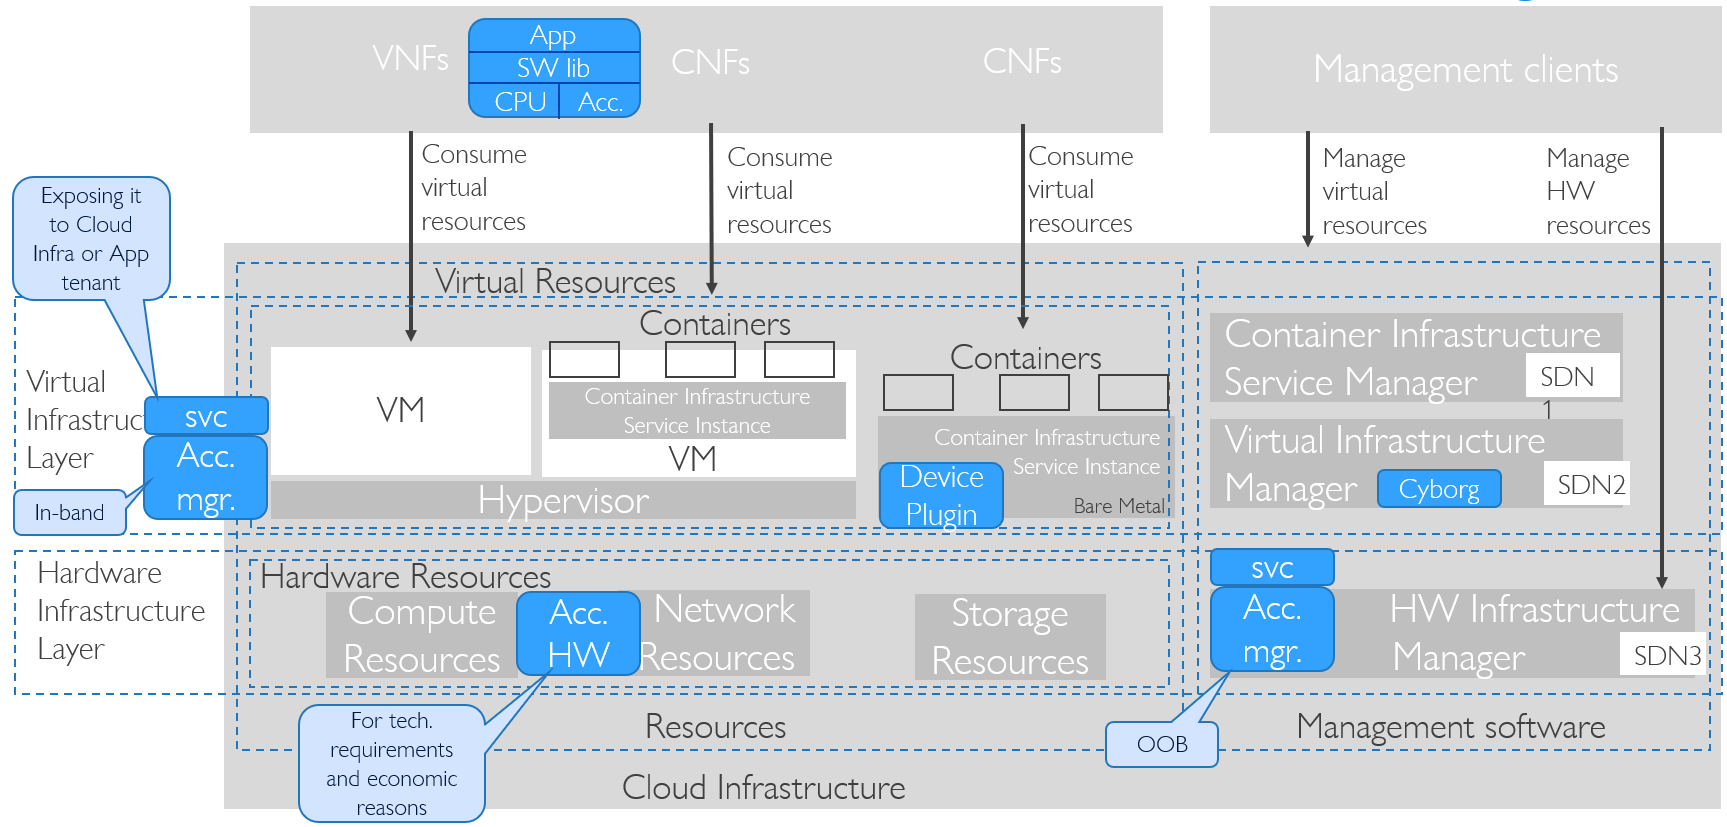 VNFs
App
SW lib
CPU
Acc.
CNFs
CNFs
Management clients
Consume
virtual
resources
Consume
virtual
resources
Consume
virtual
resources
Manage
virtual
resources
Manage
HW
resources
Exposing it
to Cloud
Infra or App
tenant
Virtual Resources
Containers
Containers
Virtual
Infrastruc
Layer
svc
Acc.
mgr.
In-band
VM
Container Infrastructure
Service Instance
VM
Hypervisor
Container Infrastructure
Service Instance
Device
Plugin
Bare Metal
Container Infrastructure
Service Manager
SDN
1
Virtual Infrastructure
Manager
Cyborg
SDN2
Hardware
Infrastructure
Layer
Hardware Resources
Compute
Resources
Acc.
HW
Network
Resources
Storage
Resources
svc
Acc.
mgr.
HW Infrastructure
Manager
SDN3
For tech.
requirements
and economic
reasons
Resources
OOB
Management software
Cloud Infrastructure